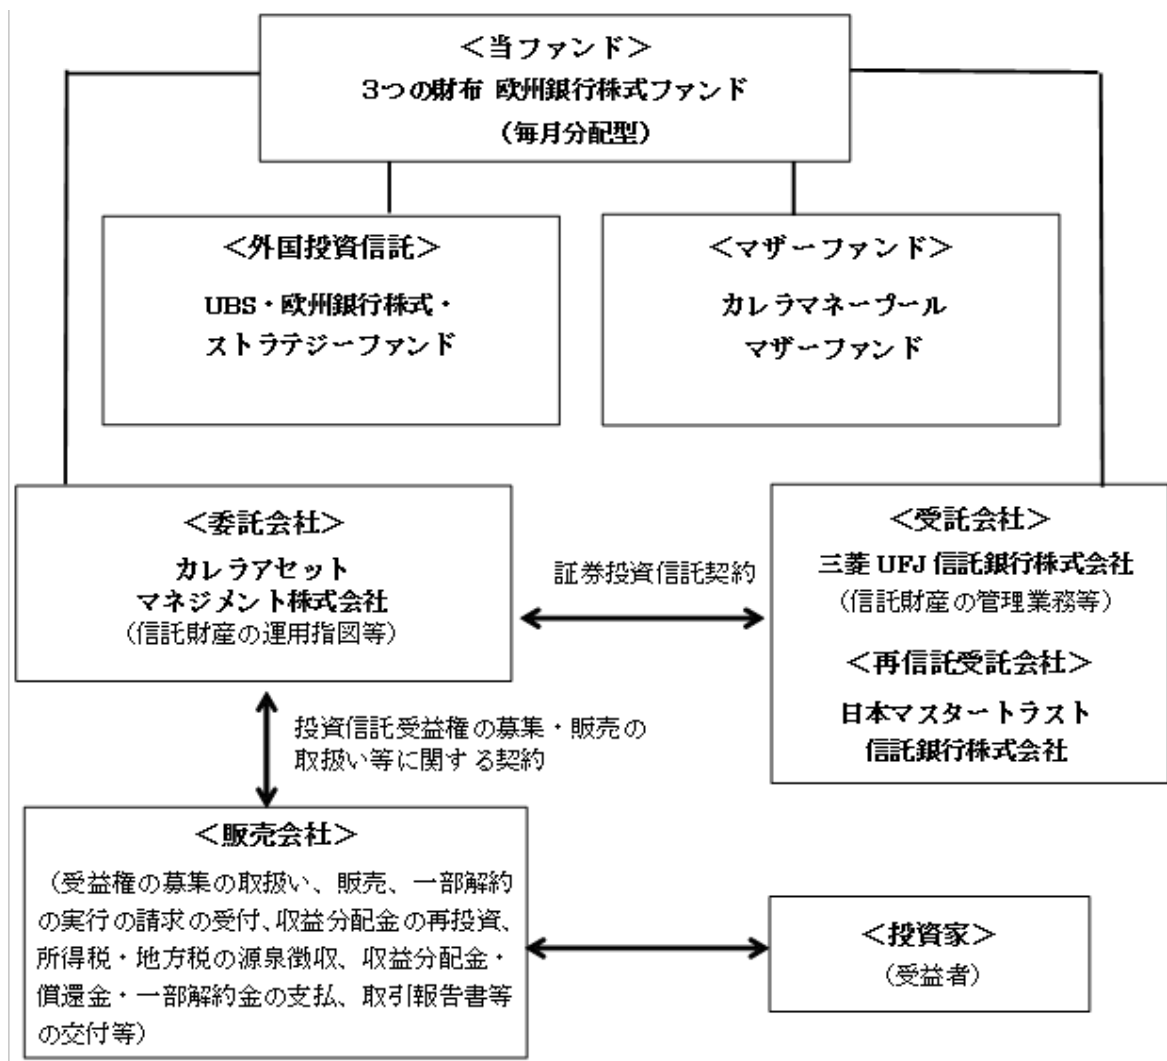 ＜当ファンド＞
３つの財布 欧州銀行株式ファンド
（毎月分配型）
＜外国投資信託＞
UBS・欧州銀行株式・
ストラテジーファンド
＜マザーファンド＞
カレラマネープール
マザーファンド
＜委託会社＞
カレラアセット
マネジメント株式会社
（信託財産の運用指図等）
証券投資信託契約
＜受託会社＞
三菱 UFJ 信託銀行株式会社
（信託財産の管理業務等）
＜再信託受託会社＞
日本マスタートラスト
信託銀行株式会社
投資信託受益権の募集・販売の
取扱い等に関する契約
＜販売会社＞
（受益権の募集の取扱い、販売、一部解約
の実行の請求の受付、収益分配金の再投資、
所得税・地方税の源泉徴収、収益分配金・
償還金・一部解約金の支払、取引報告書等
の交付等）
＜投資家＞
（受益者）